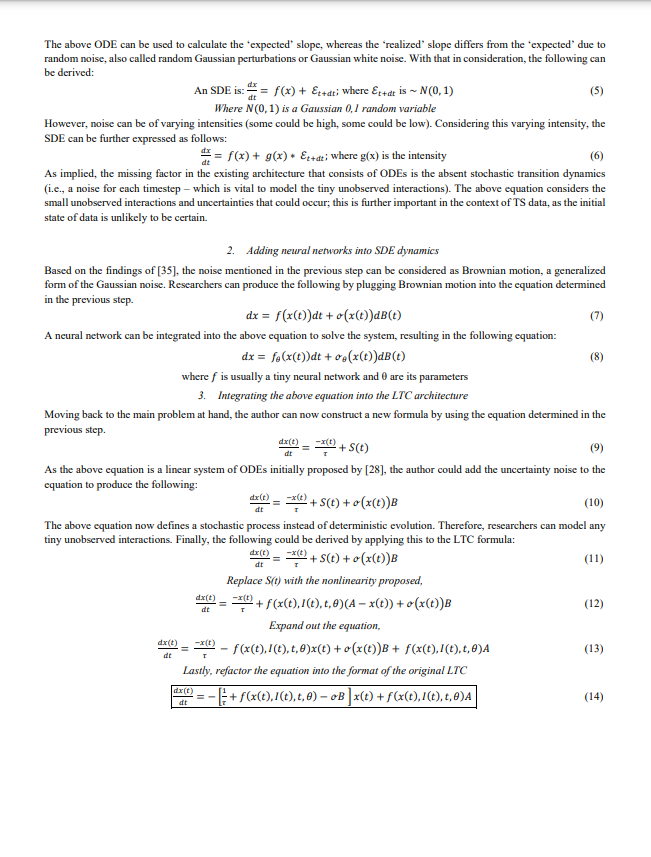 The above ODE can be used to calculate the ‘expected’ slope, whereas the ‘realized’ slope differs from the ‘expected’ due to
random noise, also called random Gaussian perturbations or Gaussian white noise. With that in consideration, the following can
be derived:
An SDE is: dx/dt = f(x) + Ɛt+dt; where Ɛt+dt is ~ N(0, 1) (5)
Where N(0, 1) is a Gaussian 0,1 random variable
However, noise can be of varying intensities (some could be high, some could be low). Considering this varying intensity, the
SDE can be further expressed as follows:
dx/dt = f(x) + g(x) * Ɛt+dt; where g(x) is the intensity (6)
As implied, the missing factor in the existing architecture that consists of ODEs is the absent stochastic transition dynamics
(i.e., a noise for each timestep – which is vital to model the tiny unobserved interactions). The above equation considers the
small unobserved interactions and uncertainties that could occur; this is further important in the context of TS data, as the initial
state of data is unlikely to be certain.
2. Adding neural networks into SDE dynamics
Based on the findings of [35], the noise mentioned in the previous step can be considered as Brownian motion, a generalized
form of the Gaussian noise. Researchers can produce the following by plugging Brownian motion into the equation determined
in the previous step.
dx = f(x(t))dt + σ(x(t))dB(t) (7)
A neural network can be integrated into the above equation to solve the system, resulting in the following equation:
dx = fθ(x(t))dt + σθ(x(t))dB(t) (8)
where f is usually a tiny neural network and θ are its parameters
3. Integrating the above equation into the LTC architecture
Moving back to the main problem at hand, the author can now construct a new formula by using the equation determined in the
previous step.
dx(t)/dt = −x(t)/τ + S(t) (9)
As the above equation is a linear system of ODEs initially proposed by [28], the author could add the uncertainty noise to the
equation to produce the following:
dx(t)/dt = −x(t)/τ + S(t) + σ(x(t))B (10)
The above equation now defines a stochastic process instead of deterministic evolution. Therefore, researchers can model any
tiny unobserved interactions. Finally, the following could be derived by applying this to the LTC formula:
dx(t)/dt = −x(t)/τ + S(t) + σ(x(t))B (11)
Replace S(t) with the nonlinearity proposed,
dx(t)/dt = −x(t)/τ + f(x(t), I(t), t, θ)(A − x(t)) + σ(x(t))B (12)
Expand out the equation,
dx(t)/dt = −x(t)/τ − f(x(t), I(t), t, θ)x(t) + σ(x(t))B + f(x(t), I(t), t, θ)A (13)
Lastly, refactor the equation into the format of the original LTC
dx(t)/dt = −[1/τ + f(x(t), I(t), t, θ) − σB]x(t) + f(x(t), I(t), t, θ)A (14)